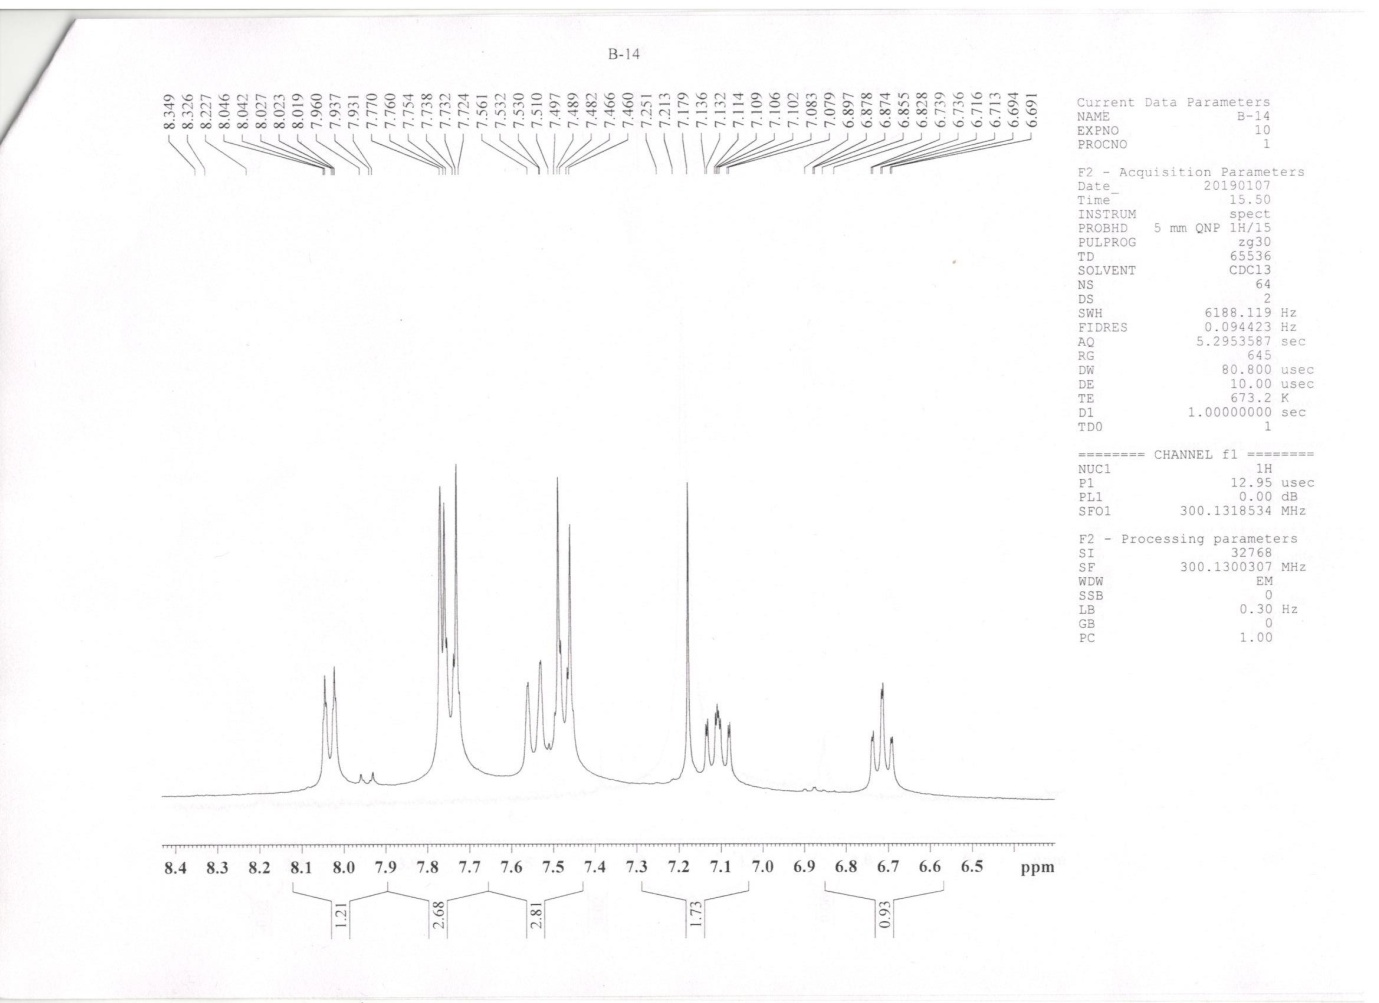 B-14
8.349
8.326
8.227
8.046
8.042
8.027
8.023
8.019
7.960
7.937
7.931
7.770
7.760
7.754
7.738
7.732
7.724
7.561
7.532
7.530
7.510
7.497
7.489
7.482
7.466
7.460
7.251
7.213
7.179
7.136
7.132
7.114
7.109
7.106
7.102
7.083
7.079
6.897
6.878
6.874
6.855
6.828
6.739
6.736
6.716
6.713
6.694
6.691
Current Data Parameters
NAME B-14
EXPNO 10
PROCNO 1
F2 - Acquisition Parameters
Date_ 20190107
Time 15.50
INSTRUM spect
PROBHD 5 mm QNP 1H/15
PULPROG zg30
TD 65536
SOLVENT CDCl3
NS 64
DS 2
SWH 6188.119 Hz
FIDRES 0.094423 Hz
AQ 5.2953587 sec
RG 645
DW 80.800 usec
DE 10.00 usec
TE 673.2 K
D1 1.00000000 sec
TD0 1
======== CHANNEL f1 ========
NUC1 1H
P1 12.95 usec
PL1 0.00 dB
SFO1 300.1318534 MHz
F2 - Processing parameters
SI 32768
SF 300.1300307 MHz
WDW EM
SSB 0
LB 0.30 Hz
GB 0
PC 1.00
8.4 8.3 8.2 8.1 8.0 7.9 7.8 7.7 7.6 7.5 7.4 7.3 7.2 7.1 7.0 6.9 6.8 6.7 6.6 6.5 ppm
1.21
2.68
2.81
1.73
0.93